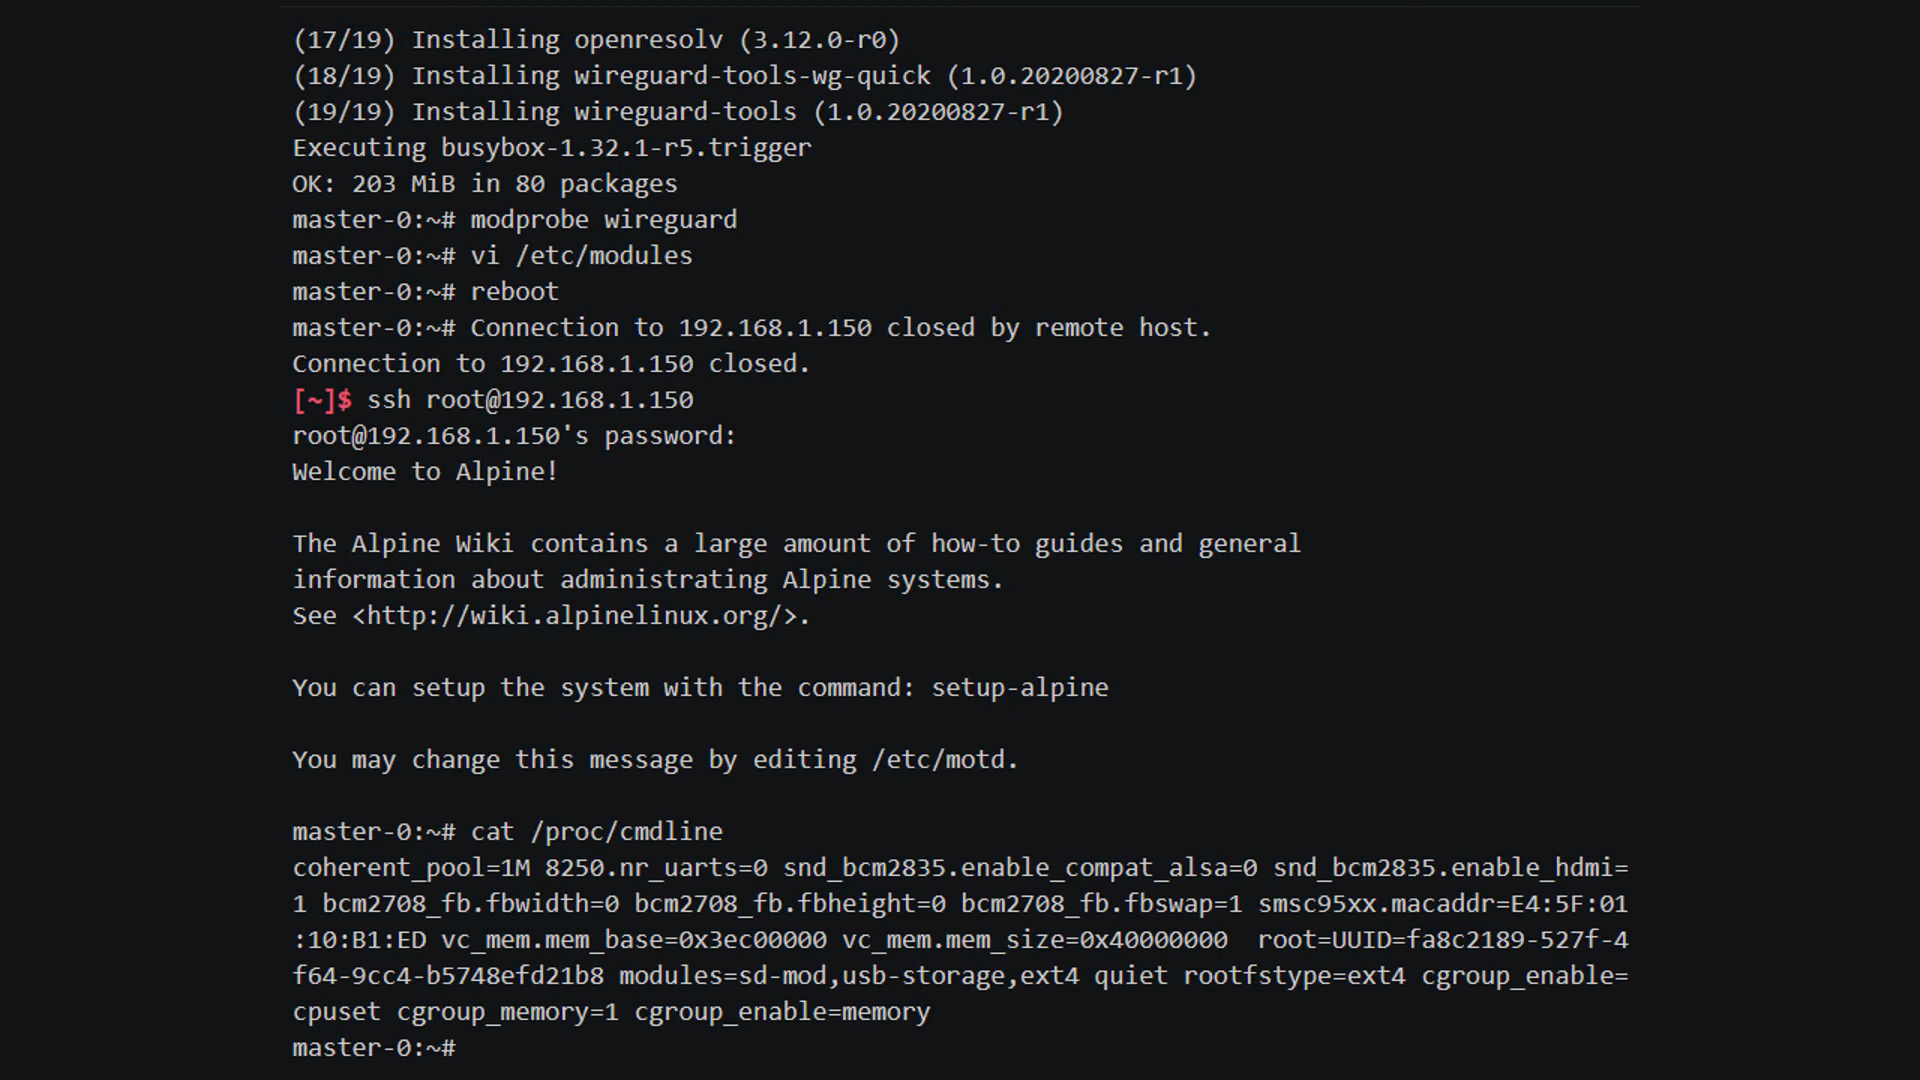 (17/19) Installing openresolv (3.12.0-r0)
(18/19) Installing wireguard-tools-wg-quick (1.0.20200827-r1)
(19/19) Installing wireguard-tools (1.0.20200827-r1)
Executing busybox-1.32.1-r5.trigger
OK: 203 MiB in 80 packages
master-0:~# modprobe wireguard
master-0:~# vi /etc/modules
master-0:~# reboot
master-0:~# Connection to 192.168.1.150 closed by remote host.
Connection to 192.168.1.150 closed.
[~]$ ssh root@192.168.1.150
root@192.168.1.150's password:
Welcome to Alpine!
The Alpine Wiki contains a large amount of how-to guides and general
information about administrating Alpine systems.
See <http://wiki.alpinelinux.org/>.
You can setup the system with the command: setup-alpine
You may change this message by editing /etc/motd.
master-0:~# cat /proc/cmdline
coherent_pool=1M 8250.nr_uarts=0 snd_bcm2835.enable_compat_alsa=0 snd_bcm2835.enable_hdmi=
1 bcm2708_fb.fbwidth=0 bcm2708_fb.fbheight=0 bcm2708_fb.fbswap=1 smsc95xx.macaddr=E4:5F:01
:10:B1:ED vc_mem.mem_base=0x3ec00000 vc_mem.mem_size=0x40000000  root=UUID=fa8c2189-527f-4
f64-9cc4-b5748efd21b8 modules=sd-mod,usb-storage,ext4 quiet rootfstype=ext4 cgroup_enable=
cpuset cgroup_memory=1 cgroup_enable=memory
master-0:~#